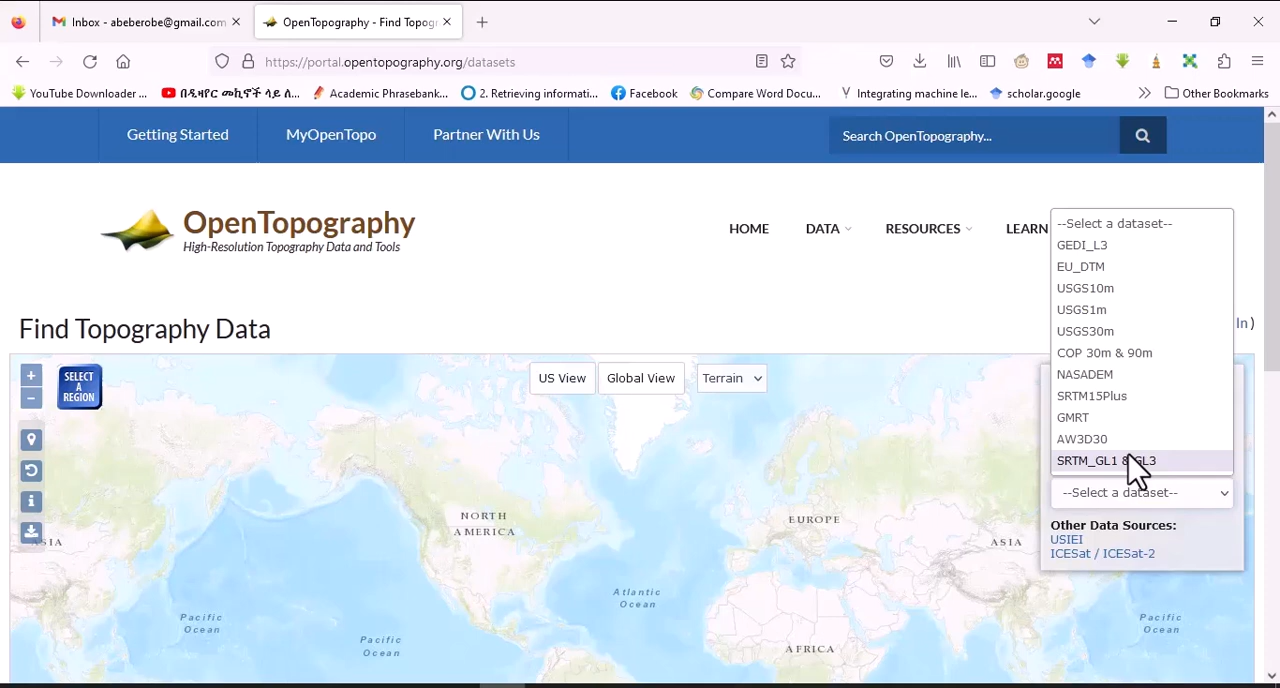 Inbox - abeberobe@gmail.com
OpenTopography - Find Topogr
https://portal.opentopography.org/datasets
YouTube Downloader ...
በዲዛየር መኪኖች ላይ ለ...
Academic Phrasebank...
2. Retrieving informati...
Facebook
Compare Word Docu...
Integrating machine le...
scholar.google
Other Bookmarks
Getting Started
MyOpenTopo
Partner With Us
Search OpenTopography...
OpenTopography
High-Resolution Topography Data and Tools
HOME
DATA
RESOURCES
LEARN
--Select a dataset--
GEDI_L3
EU_DTM
USGS10m
USGS1m
USGS30m
COP 30m & 90m
NASADEM
SRTM15Plus
GMRT
AW3D30
SRTM_GL1 & GL3
--Select a dataset--
Other Data Sources:
USIEI
ICESat / ICESat-2
In )
Find Topography Data
SELECT
A
REGION
US View
Global View
Terrain
NORTH
AMERICA
EUROPE
ASIA
ASIA
Atlantic
Ocean
Pacific
Ocean
Pacific
Ocean
Pacific
Ocean
AFRICA